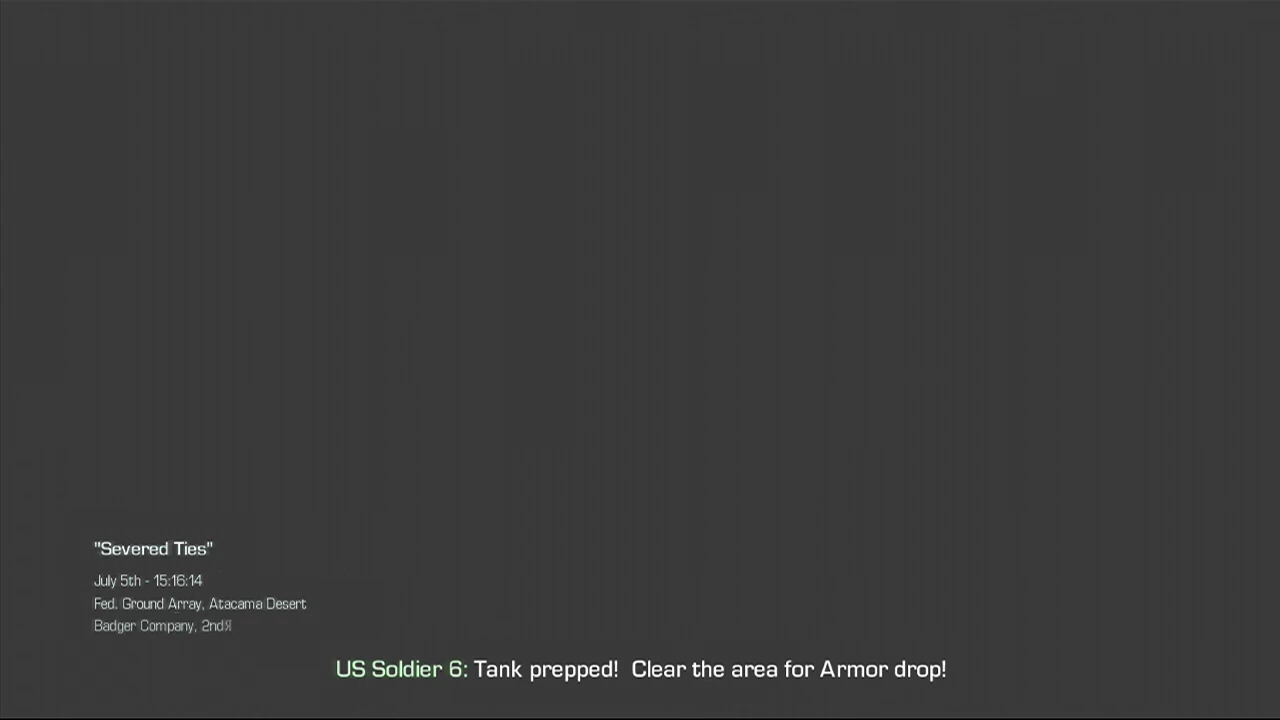 "Severed Ties"
July 5th - 15:16:14
Fed. Ground Array, Atacama Desert
Badger Company, 2ndЯ
US Soldier 6: Tank prepped!  Clear the area for Armor drop!